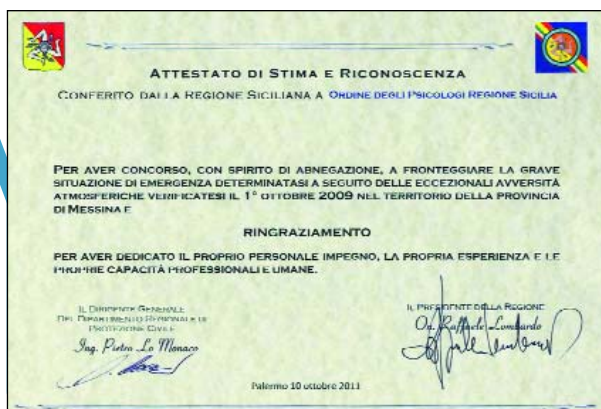 ATTESTATO DI STIMA E RICONOSCENZA
CONFERITO DALLA REGIONE SICILIANA A ORDINE DEGLI PSICOLOGI REGIONE SICILIA
PER AVER CONCORSO, CON SPIRITO DI ABNEGAZIONE, A FRONTEGGIARE LA GRAVE
SITUAZIONE DI EMERGENZA DETERMINATASI A SEGUITO DELLE ECCEZIONALI AVVERSITÀ
ATMOSFERICHE VERIFICATESI IL 1° OTTOBRE 2009 NEL TERRITORIO DELLA PROVINCIA
DI MESSINA E
RINGRAZIAMENTO
PER AVER DEDICATO IL PROPRIO PERSONALE IMPEGNO, LA PROPRIA ESPERIENZA E LE
PROPRIE CAPACITÀ PROFESSIONALI E UMANE.
IL DIRIGENTE GENERALE
DEL DIPARTIMENTO REGIONALE DI
PROTEZIONE CIVILE
Ing. Pietro Lo Monaco
IL PRESIDENTE DELLA REGIONE
On. Raffaele Lombardo
Palermo 10 ottobre 2011